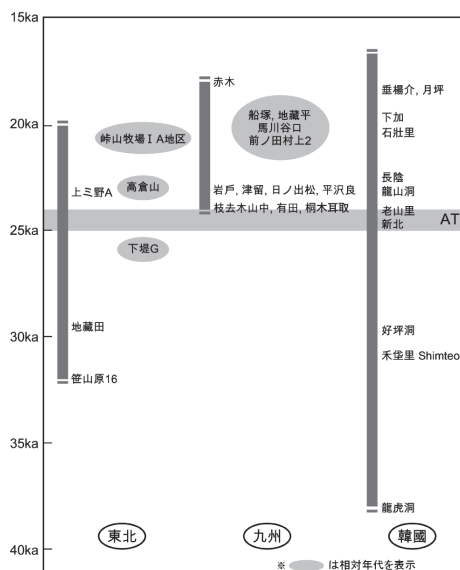 15ka
20ka
25ka
30ka
35ka
40ka
峠山牧場ⅠA地区
上ミ野A
高倉山
下堤G
地蔵田
笹山原16
東北
赤木
船塚, 地蔵平
馬川谷口
前ノ田村上2
岩戶, 津留, 日ノ出松, 平沢良
枝去木山中, 有田, 桐木耳取
九州
垂楊介, 月坪
下加
石壯里
長陰
龍山洞
老山里
新北
AT
好坪洞
禾垈里 Shimteo
龍虎洞
韓國
※ は相対年代を表示